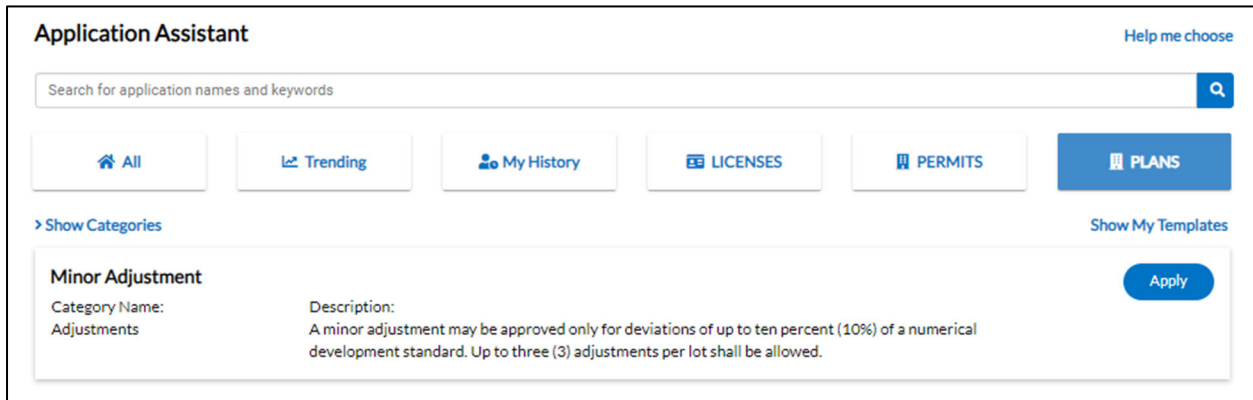 Application Assistant
Help me choose
Search for application names and keywords
All
Trending
My History
LICENSES
PERMITS
PLANS
Show Categories
Show My Templates
Minor Adjustment
Apply
Category Name:
Adjustments
Description:
A minor adjustment may be approved only for deviations of up to ten percent (10%) of a numerical
development standard. Up to three (3) adjustments per lot shall be allowed.